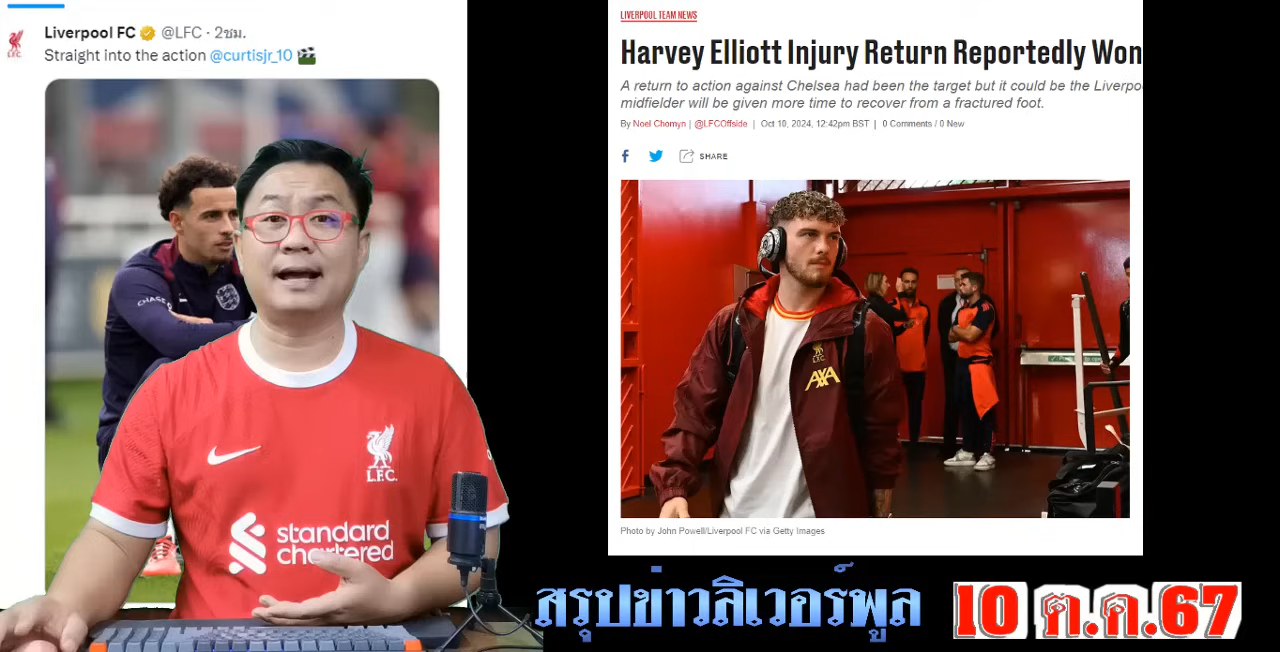 Liverpool FC @LFC · 2ชม.
Straight into the action @curtisjr_10
L.F.C.
CHASE
L.F.C.
standard
chartered
LIVERPOOL TEAM NEWS
Harvey Elliott Injury Return Reportedly Won
A return to action against Chelsea had been the target but it could be the Liverpo
midfielder will be given more time to recover from a fractured foot.
By Noel Chomyn | @LFCOffside | Oct 10, 2024, 12:42pm BST | 0 Comments / 0 New
SHARE
AXA
Photo by John Powell/Liverpool FC via Getty Images
สรุปข่าวลิเวอร์พูล 10 ต.ค.67